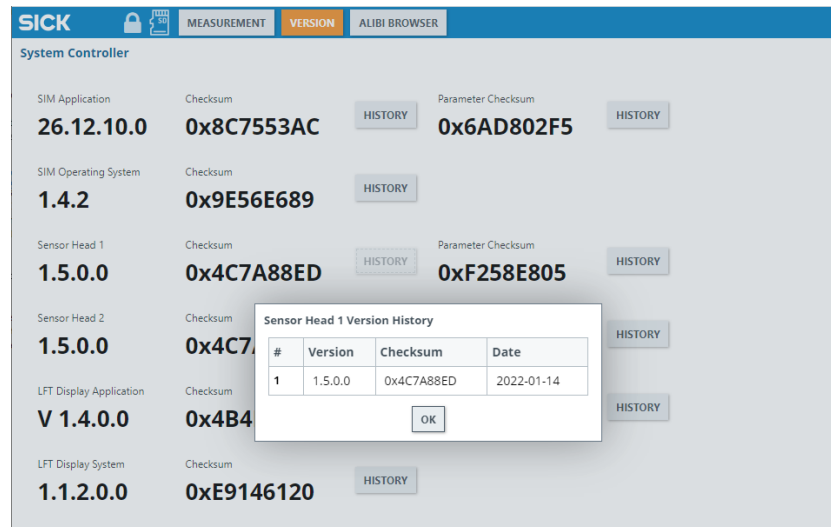 SICK SD MEASUREMENT VERSION ALIBI BROWSER
System Controller
SIM Application Checksum Parameter Checksum
26.12.10.0 0x8C7553AC HISTORY 0x6AD802F5 HISTORY
SIM Operating System Checksum
1.4.2 0x9E56E689 HISTORY
Sensor Head 1 Checksum Parameter Checksum
1.5.0.0 0x4C7A88ED HISTORY 0xF258E805 HISTORY
Sensor Head 2 Checksum
1.5.0.0 0x4C7 HISTORY
Sensor Head 1 Version History
# Version Checksum Date
1 1.5.0.0 0x4C7A88ED 2022-01-14
OK
LFT Display Application Checksum
V 1.4.0.0 0x4B4 HISTORY
LFT Display System Checksum
1.1.2.0.0 0xE9146120 HISTORY